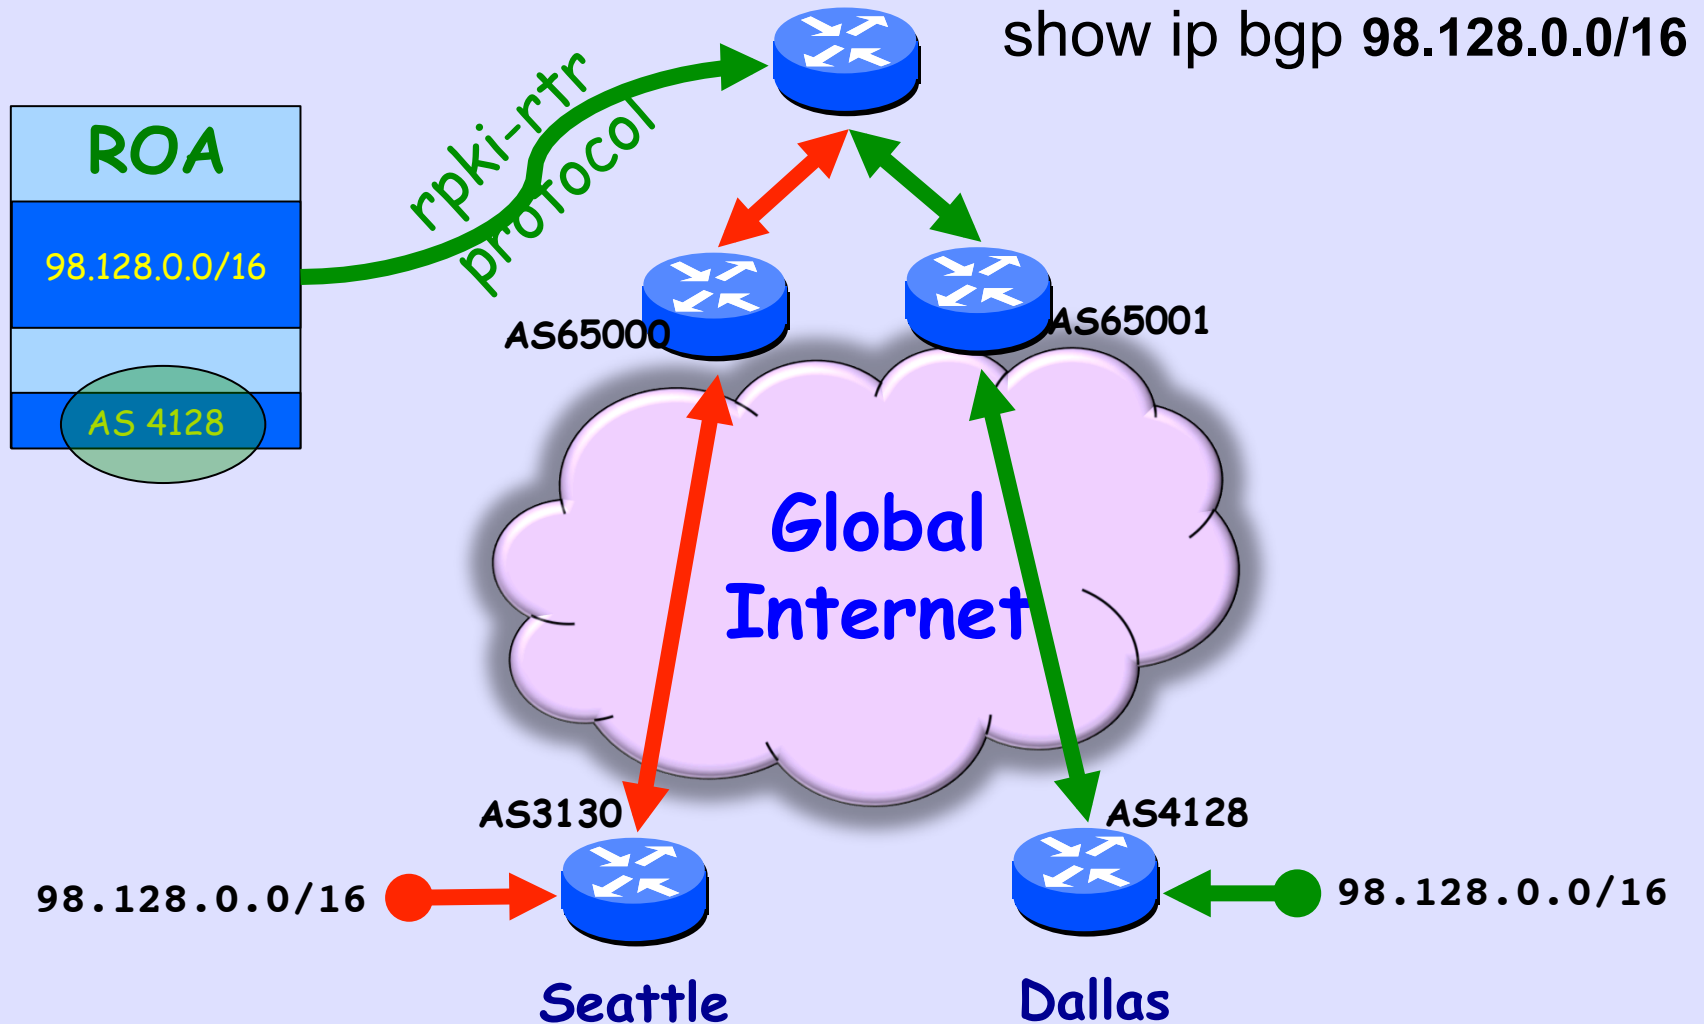 show ip bgp 98.128.0.0/16
ROA
98.128.0.0/16
AS 4128
rpki-rtr
protocol
AS65000
AS65001
Global
Internet
AS3130
AS4128
98.128.0.0/16
98.128.0.0/16
Seattle
Dallas